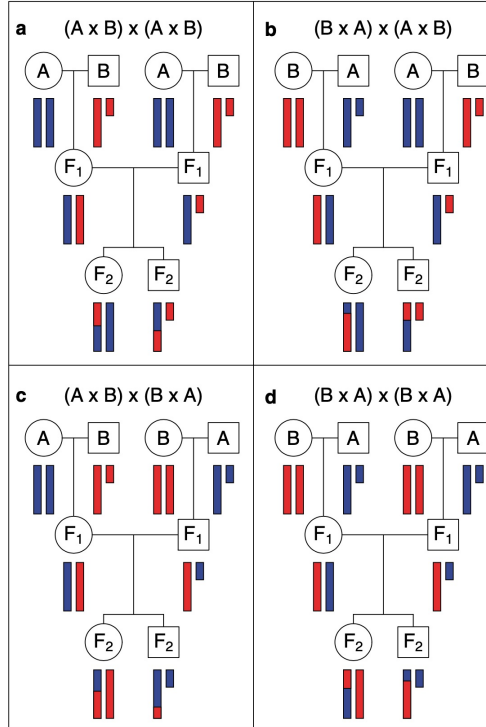 a (A x B) x (A x B)
A B A B
F1 F1
F2 F2
b (B x A) x (A x B)
B A A B
F1 F1
F2 F2
c (A x B) x (B x A)
A B B A
F1 F1
F2 F2
d (B x A) x (B x A)
B A B A
F1 F1
F2 F2